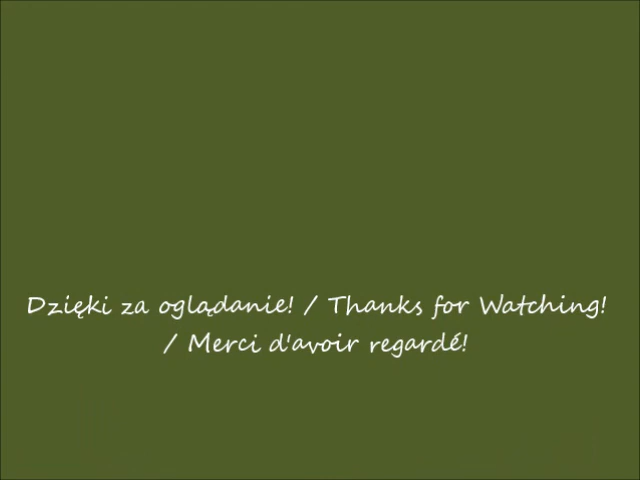 Dzięki za oglądanie! / Thanks for Watching!
/ Merci d'avoir regardé!